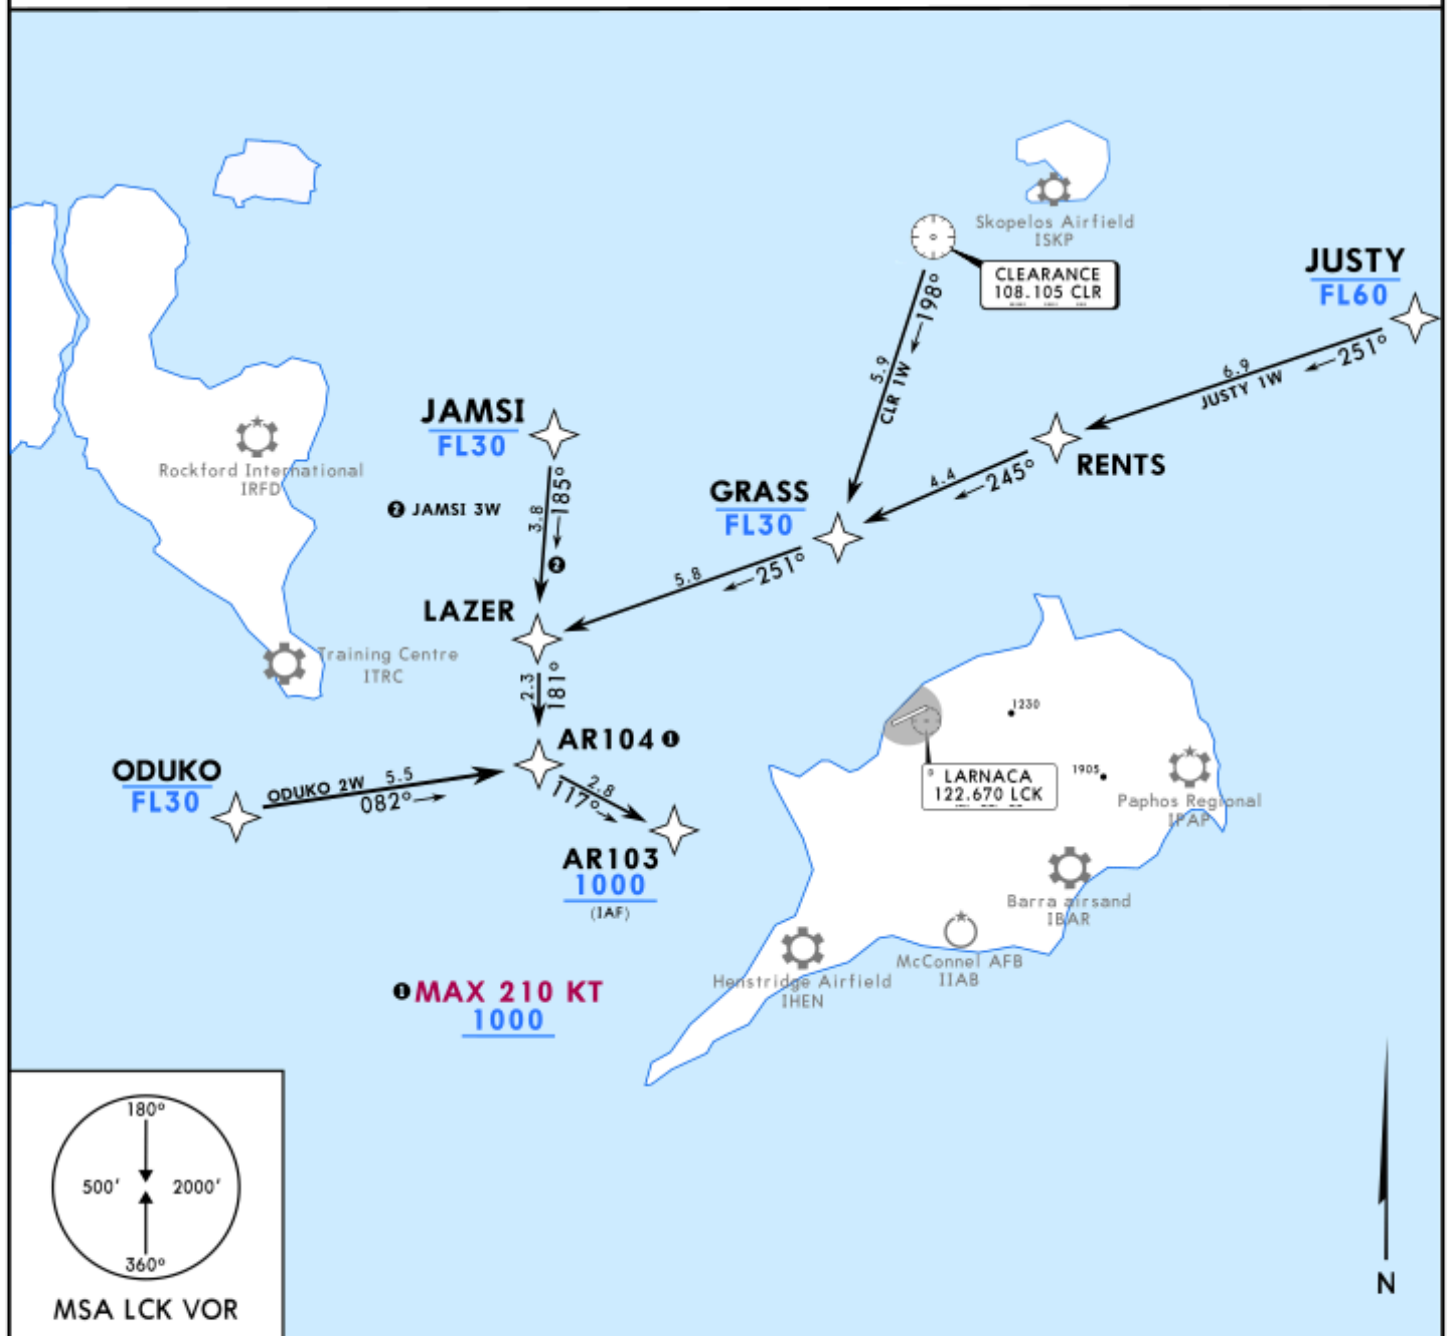 Skopelos Airfield
ISKP
CLEARANCE
108.105 CLR
JUSTY
FL60
←198°
5.9
CLR 1W
6.9
←251°
JUSTY 1W
JAMSI
FL30
Rockford International
IRFD
❷ JAMSI 3W
←185°
3.8
❷
GRASS
FL30
RENTS
4.4
←245°
5.8
←251°
LAZER
Training Centre
ITRC
2.3
181°
1230
AR104 ❶
ODUKO
FL30
ODUKO 2W 5.5
082°→
2.8
117°→
LARNACA
122.670 LCK
1905
Paphos Regional
IPAP
AR103
1000
(IAF)
Barra airsand
IBAR
McConnel AFB
IIAB
Henstridge Airfield
IHEN
❶ MAX 210 KT
1000
180°
500' 2000'
360°
MSA LCK VOR
N